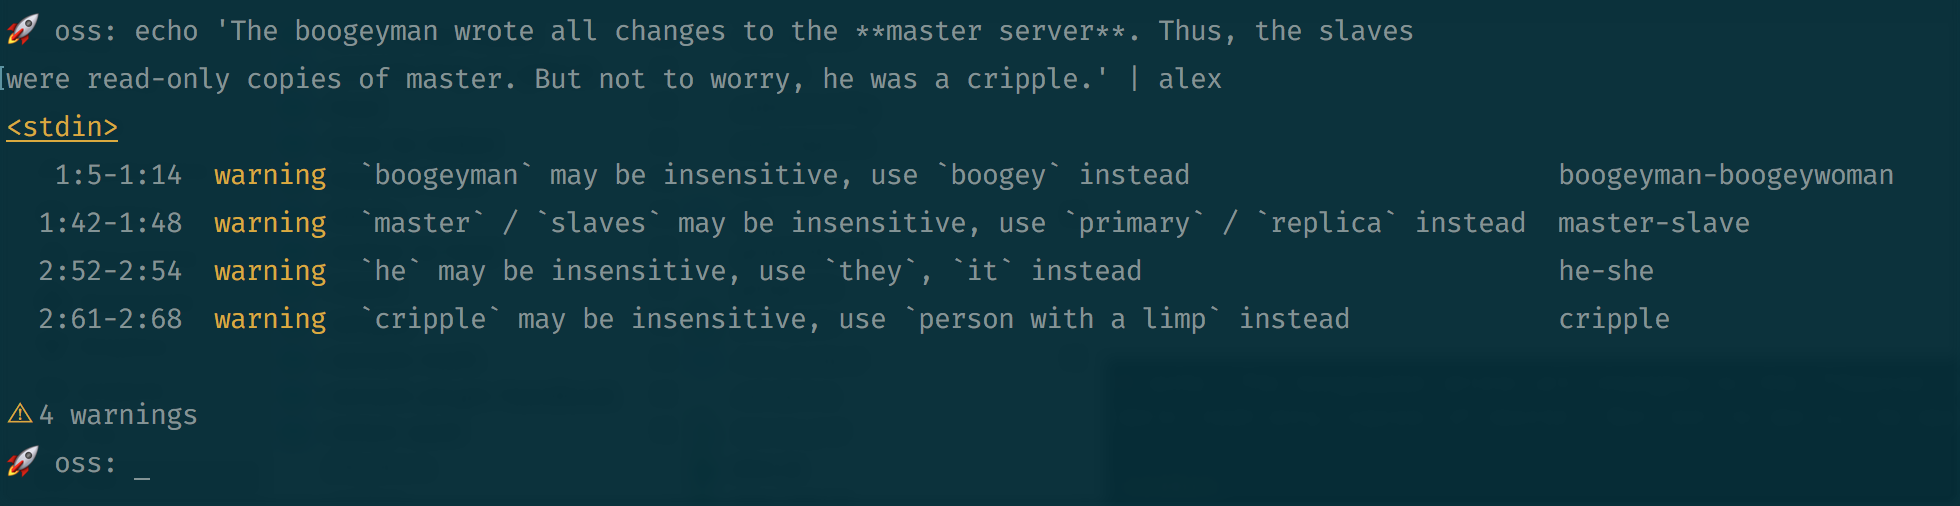 🚀 oss: echo 'The boogeyman wrote all changes to the **master server**. Thus, the slaves
were read-only copies of master. But not to worry, he was a cripple.' | alex
<stdin>
1:5-1:14 warning `boogeyman` may be insensitive, use `boogey` instead boogeyman-boogeywoman
1:42-1:48 warning `master` / `slaves` may be insensitive, use `primary` / `replica` instead master-slave
2:52-2:54 warning `he` may be insensitive, use `they`, `it` instead he-she
2:61-2:68 warning `cripple` may be insensitive, use `person with a limp` instead cripple
⚠ 4 warnings
🚀 oss: _